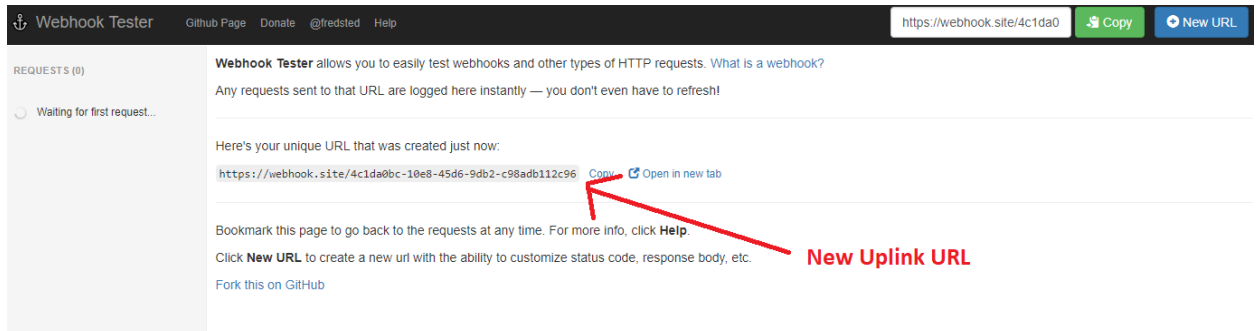 Webhook Tester Github Page Donate @fredsted Help https://webhook.site/4c1da0 Copy New URL
REQUESTS (0)
Waiting for first request...
Webhook Tester allows you to easily test webhooks and other types of HTTP requests. What is a webhook?
Any requests sent to that URL are logged here instantly — you don't even have to refresh!
Here's your unique URL that was created just now:
https://webhook.site/4c1da0bc-10e8-45d6-9db2-c98adb112c96 Copy Open in new tab
Bookmark this page to go back to the requests at any time. For more info, click Help.
Click New URL to create a new url with the ability to customize status code, response body, etc.
New Uplink URL
Fork this on GitHub